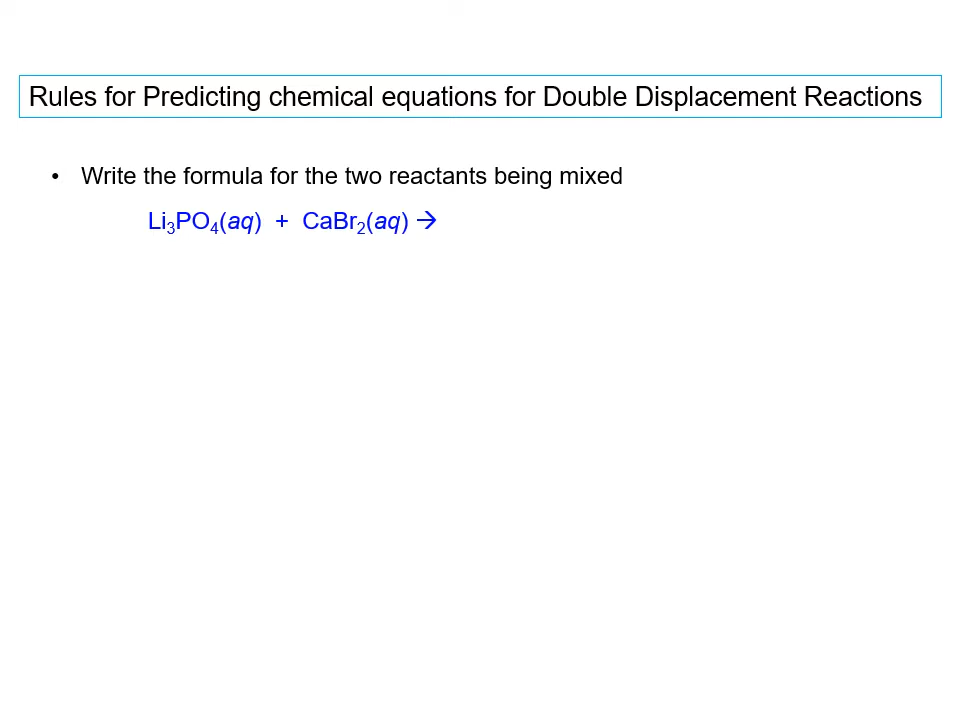 Rules for Predicting chemical equations for Double Displacement Reactions
• Write the formula for the two reactants being mixed
Li₃PO₄(aq) + CaBr₂(aq) →